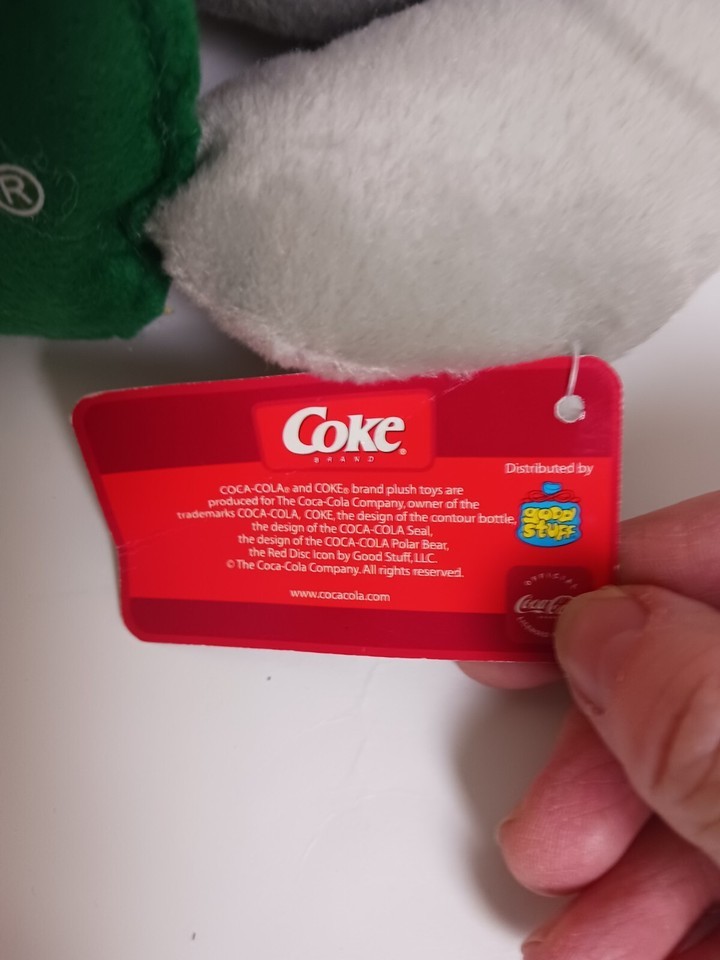 ®
Coke®
BRAND
Distributed by
good
stuff
COCA-COLA® and COKE® brand plush toys are
produced for The Coca-Cola Company, owner of the
trademarks COCA-COLA, COKE, the design of the contour bottle,
the design of the COCA-COLA Seal,
the design of the COCA-COLA Polar Bear,
the Red Disc Icon by Good Stuff, LLC.
© The Coca-Cola Company. All rights reserved.
www.cocacola.com
OFFICIAL